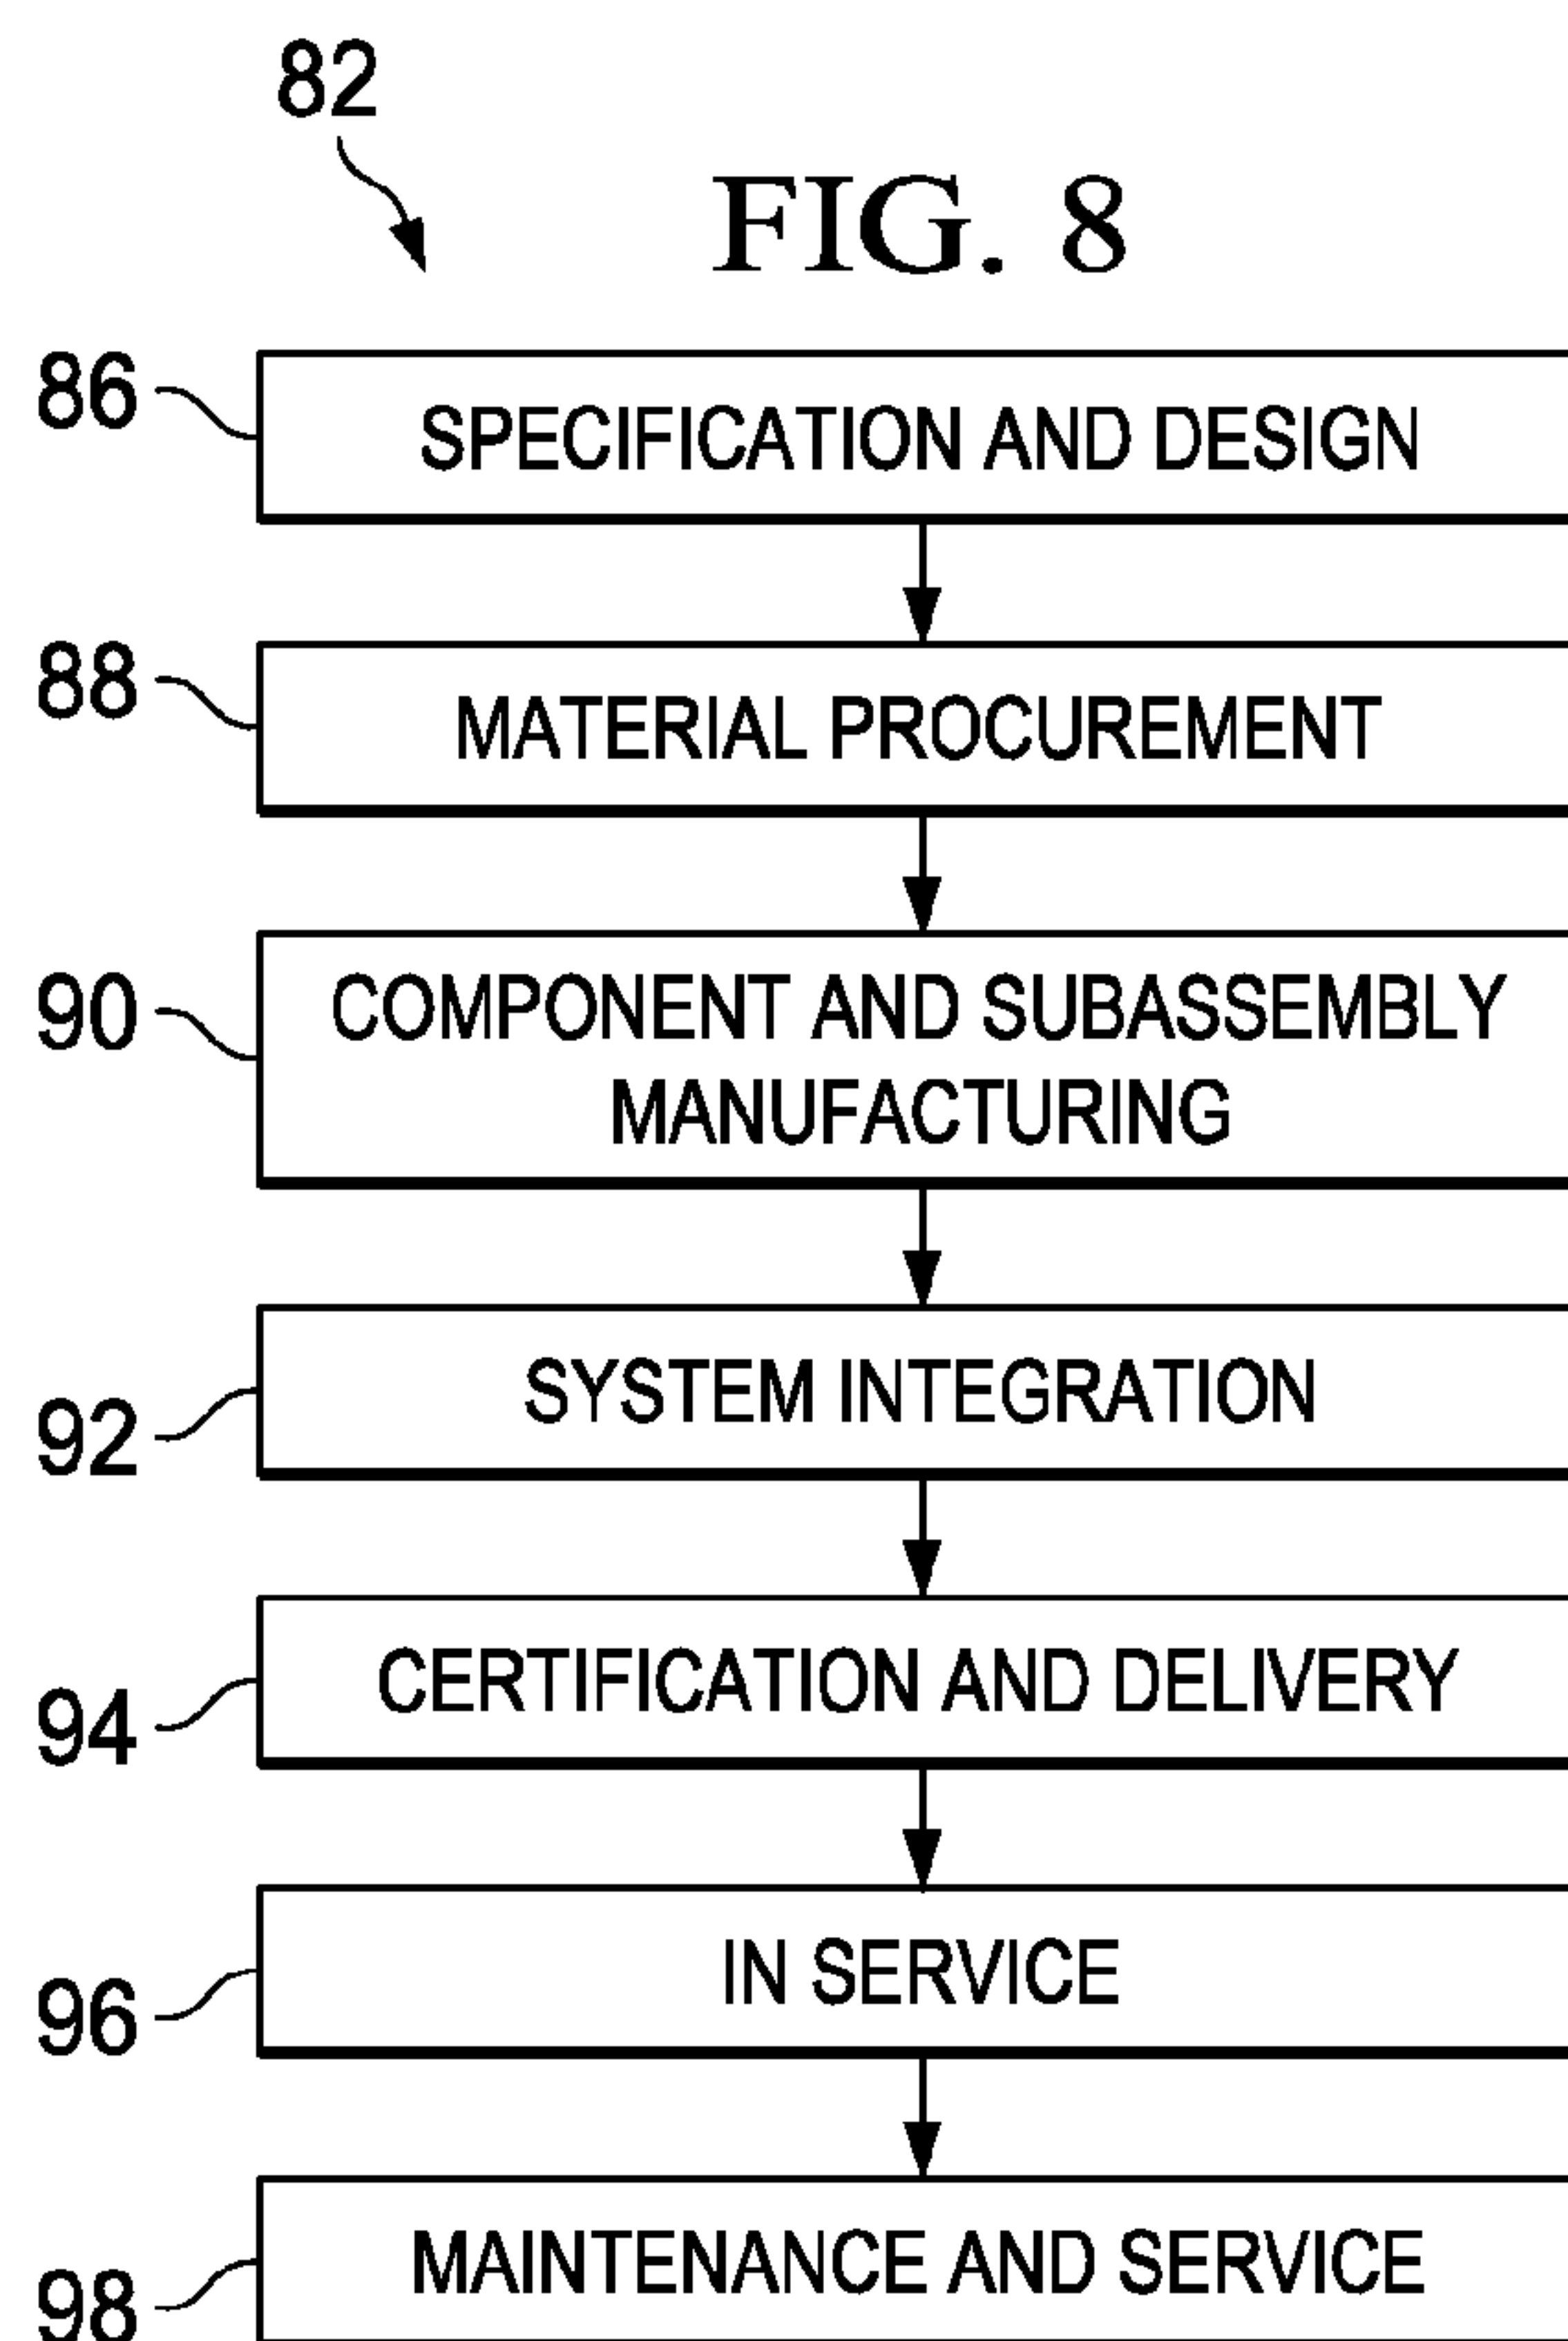 82
FIG. 8
86
SPECIFICATION AND DESIGN
88
MATERIAL PROCUREMENT
90
COMPONENT AND SUBASSEMBLY
MANUFACTURING
92
SYSTEM INTEGRATION
94
CERTIFICATION AND DELIVERY
96
IN SERVICE
98
MAINTENANCE AND SERVICE